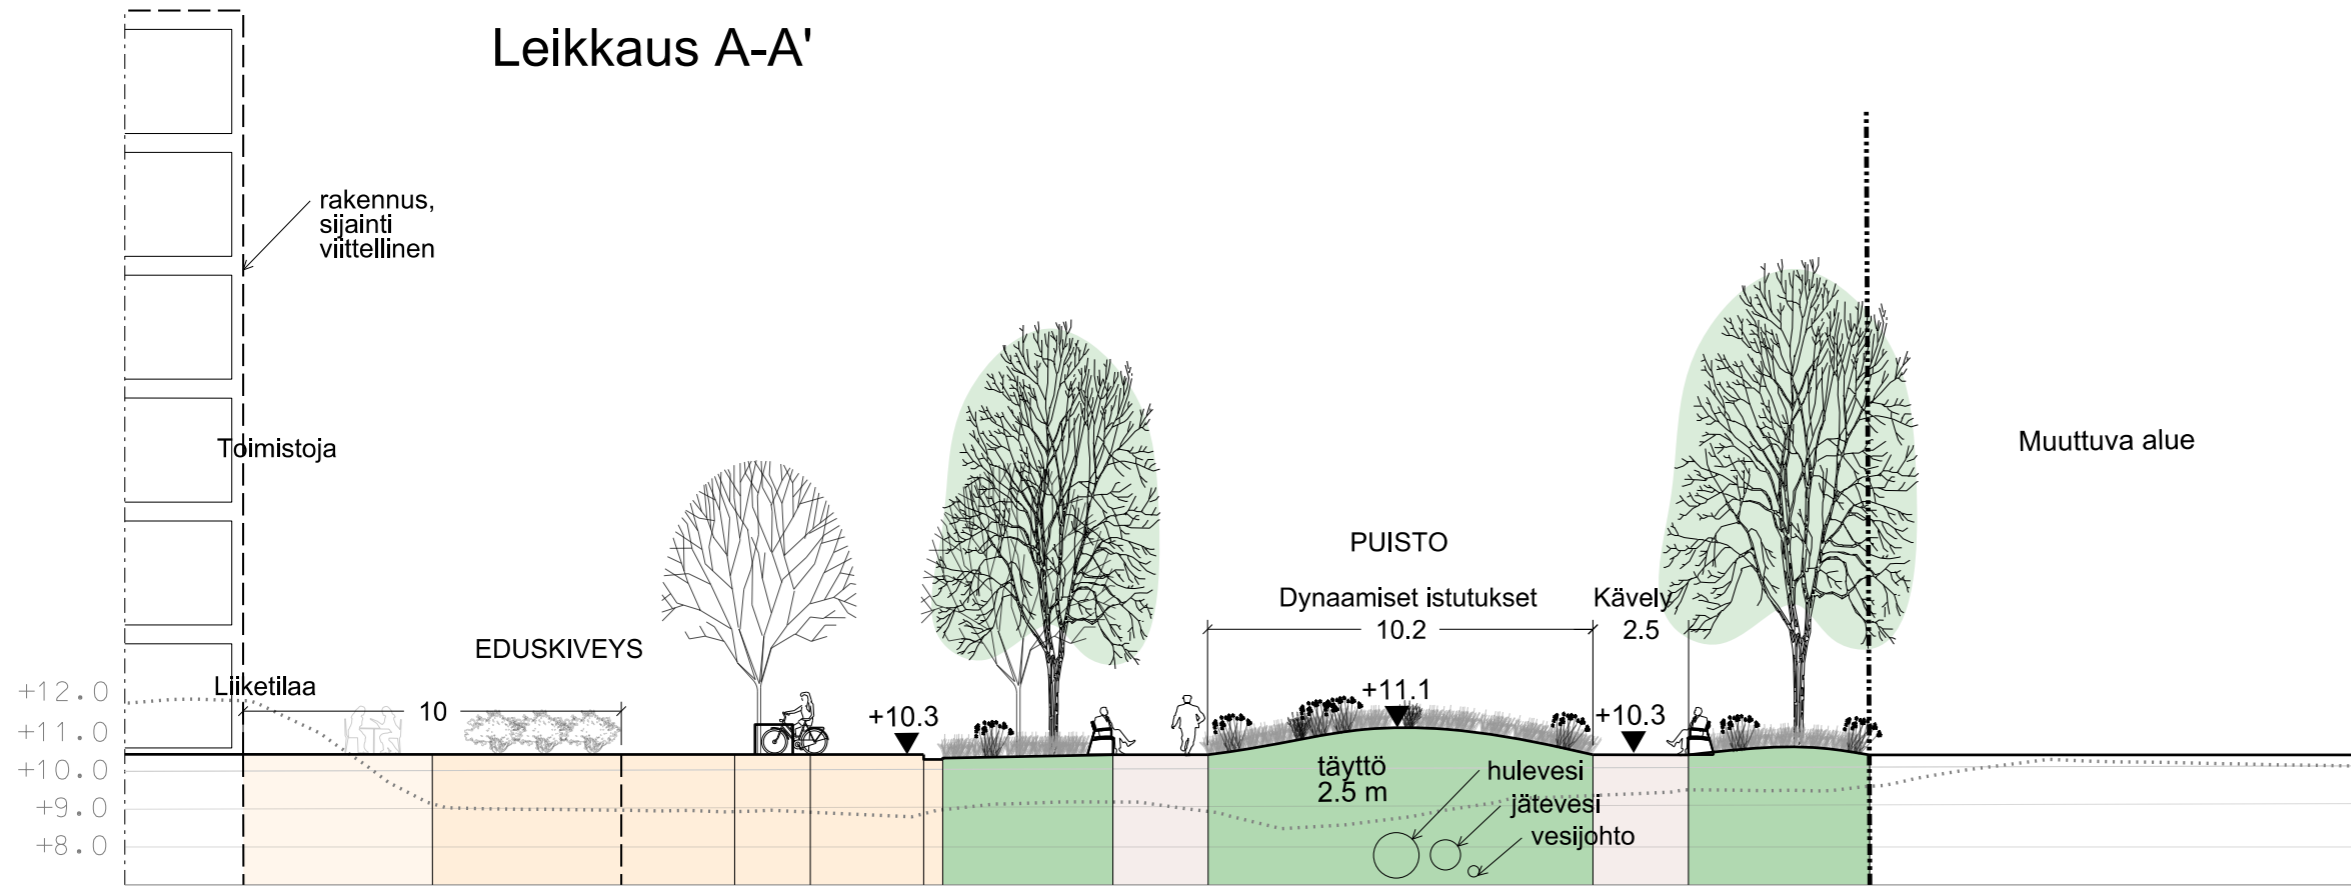 Leikkaus A-A'
rakennus,
sijainti
viittellinen
Toimistoja
Muuttuva alue
PUISTO
Dynaamiset istutukset
10.2
Kävely
2.5
EDUSKIVEYS
Liiketilaa
10
+12.0
+11.0
+10.0
+9.0
+8.0
+10.3
+11.1
+10.3
täyttö
2.5 m
hulevesi
jätevesi
vesijohto